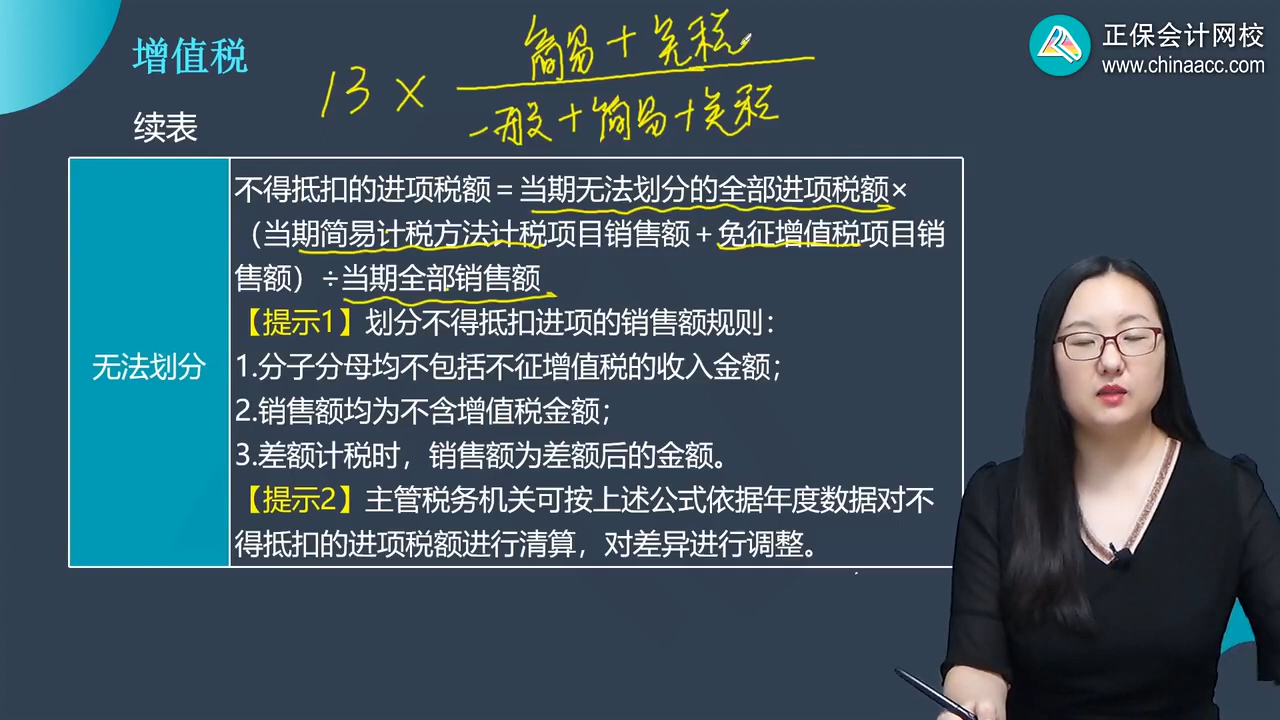 增值税
简易+免税
13×
一般+简易+免税
正保会计网校
www.chinaacc.com
续表
无法划分
不得抵扣的进项税额=当期无法划分的全部进项税额×
（当期简易计税方法计税项目销售额+免征增值税项目销
售额）÷当期全部销售额
【提示1】划分不得抵扣进项的销售额规则：
1.分子分母均不包括不征增值税的收入金额；
2.销售额均为不含增值税金额；
3.差额计税时，销售额为差额后的金额。
【提示2】主管税务机关可按上述公式依据年度数据对不
得抵扣的进项税额进行清算，对差异进行调整。